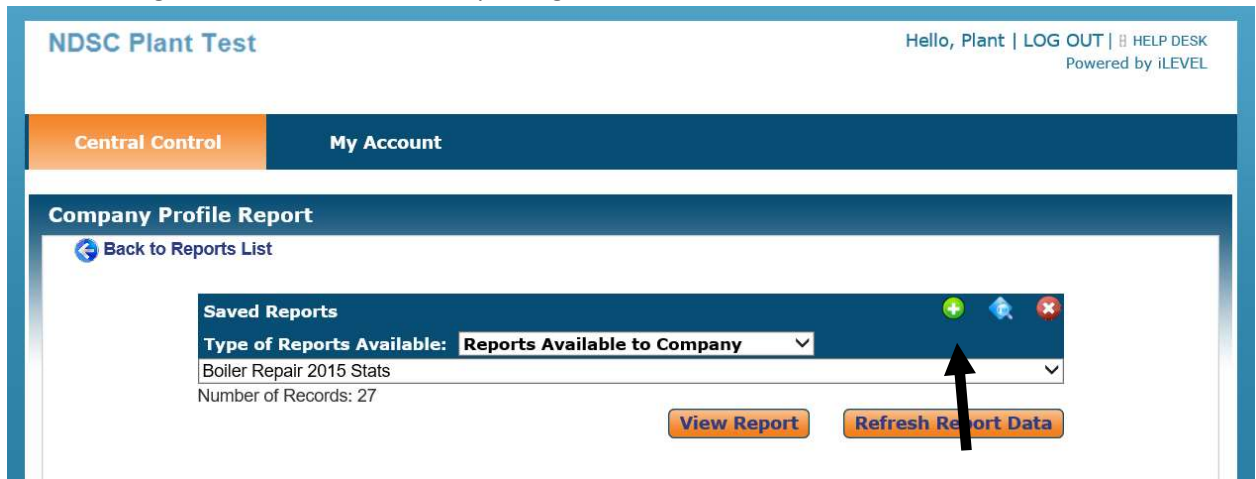 NDSC Plant Test
Hello, Plant | LOG OUT | HELP DESK
Powered by iLEVEL
Central Control My Account
Company Profile Report
Back to Reports List
Saved Reports
Type of Reports Available: Reports Available to Company
Boiler Repair 2015 Stats
Number of Records: 27
View Report Refresh Report Data